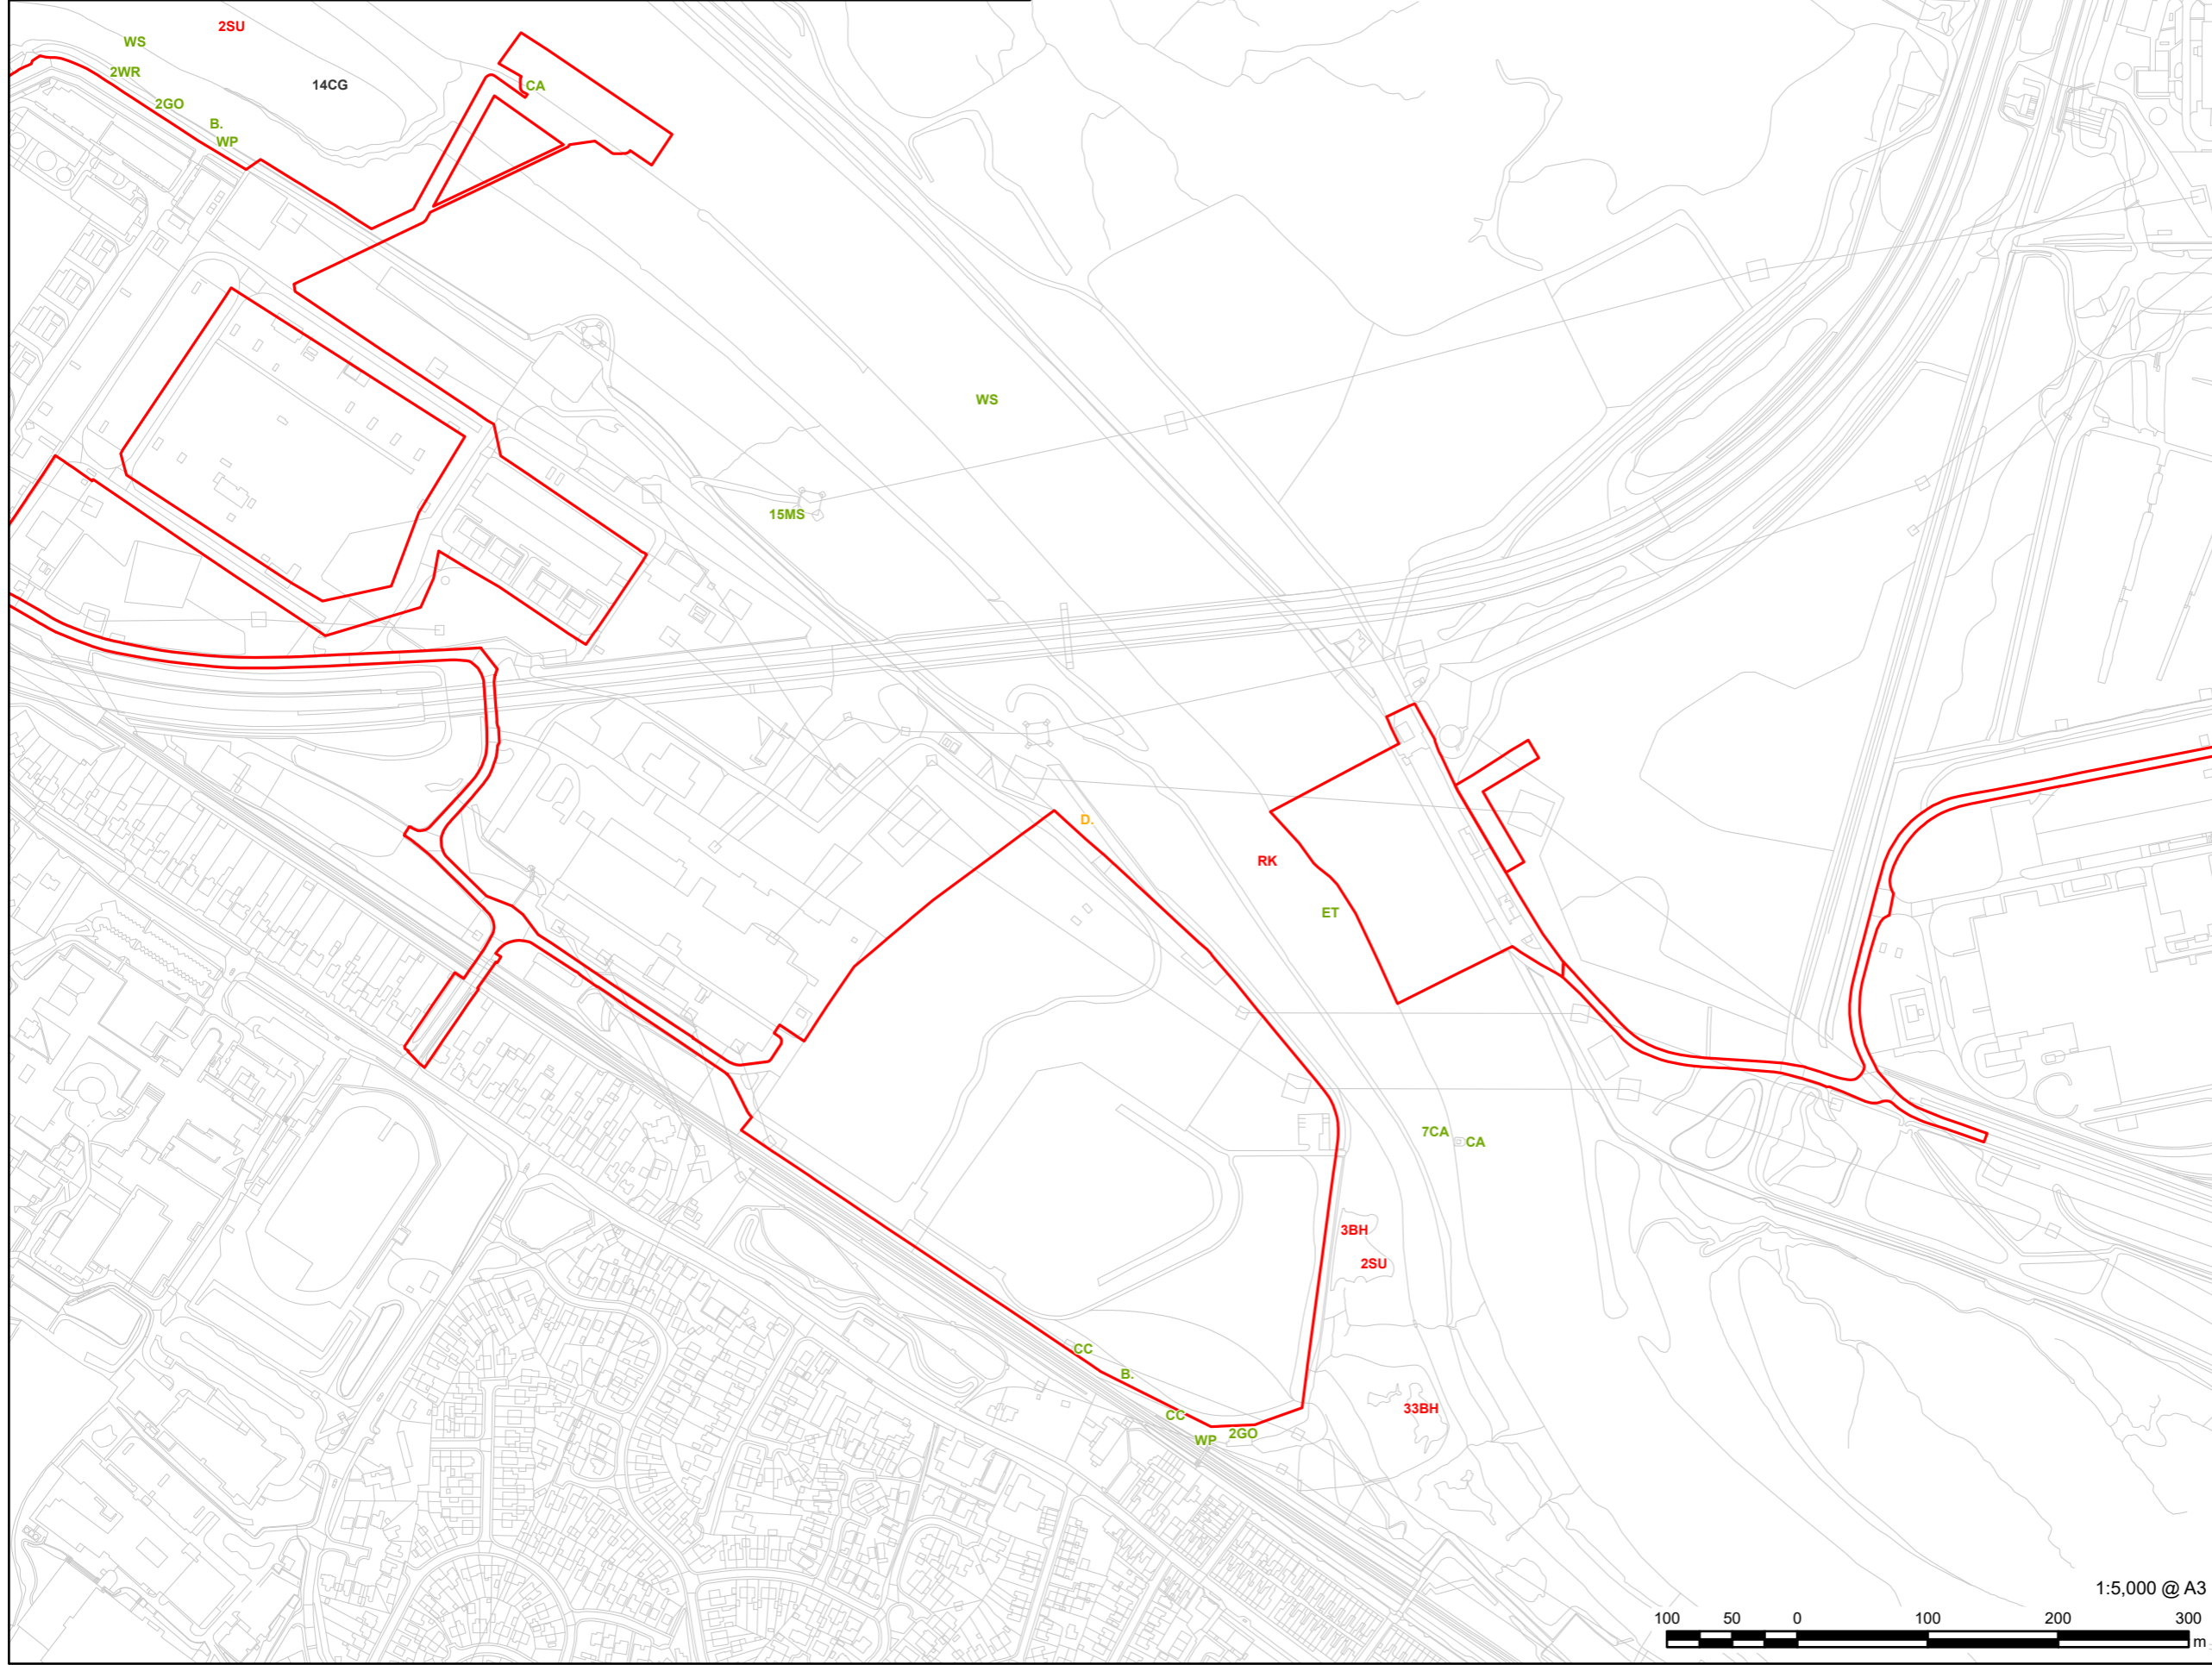 2SU
WS
2WR
14CG
CA
2GO
B.
WP
WS
15MS
D.
RK
ET
7CA
CA
3BH
2SU
CC
B.
33BH
CC
2GO
WP
1:5,000 @ A3
100 50 0 100 200 300
m